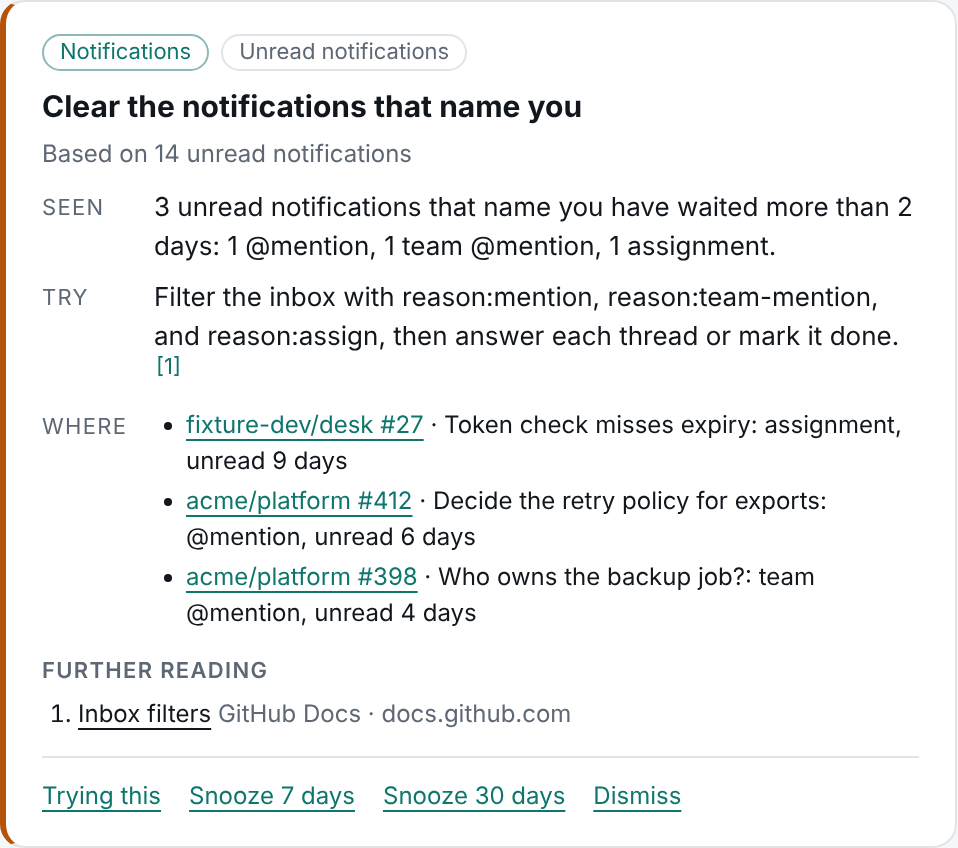 Notifications Unread notifications
Clear the notifications that name you
Based on 14 unread notifications
SEEN 3 unread notifications that name you have waited more than 2
days: 1 @mention, 1 team @mention, 1 assignment.
TRY Filter the inbox with reason:mention, reason:team-mention,
and reason:assign, then answer each thread or mark it done.
[1]
WHERE • fixture-dev/desk #27 · Token check misses expiry: assignment,
unread 9 days
• acme/platform #412 · Decide the retry policy for exports:
@mention, unread 6 days
• acme/platform #398 · Who owns the backup job?: team
@mention, unread 4 days
FURTHER READING
1. Inbox filters GitHub Docs · docs.github.com
Trying this Snooze 7 days Snooze 30 days Dismiss